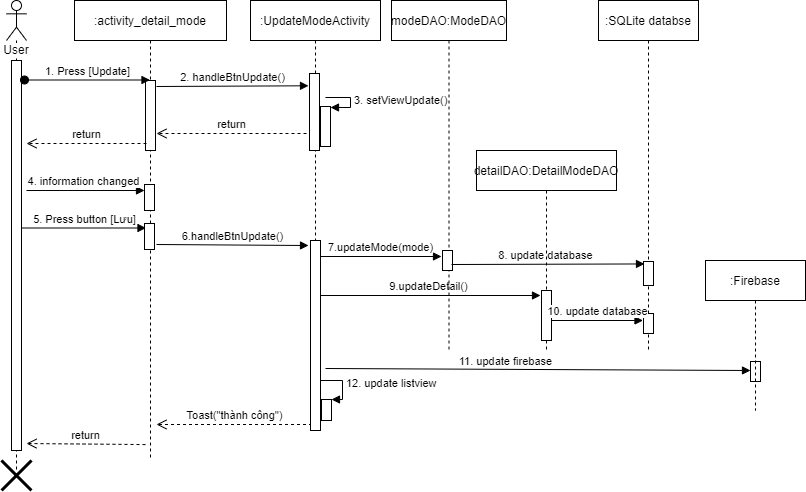 :activity_detail_mode
:UpdateModeActivity
modeDAO:ModeDAO
:SQLite databse
User
1. Press [Update]
2. handleBtnUpdate()
3. setViewUpdate()
return
return
detailDAO:DetailModeDAO
4. information changed
5. Press button [Lưu]
6.handleBtnUpdate()
7.updateMode(mode)
8. update database
:Firebase
9.updateDetail()
10. update database
11. update firebase
12. update listview
Toast("thành công")
return